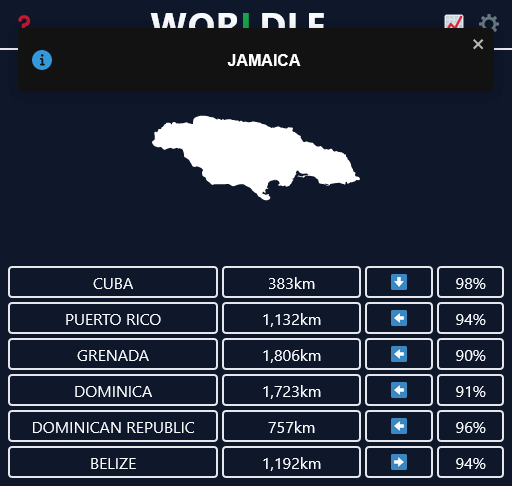 WORLDLE
JAMAICA
CUBA 383km 98%
PUERTO RICO 1,132km 94%
GRENADA 1,806km 90%
DOMINICA 1,723km 91%
DOMINICAN REPUBLIC 757km 96%
BELIZE 1,192km 94%